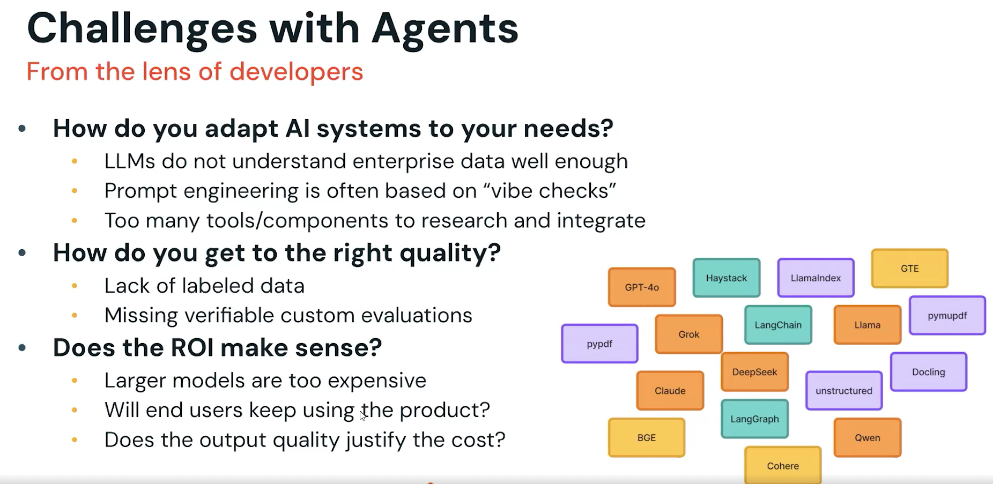 Challenges with Agents
From the lens of developers
• How do you adapt AI systems to your needs?
• LLMs do not understand enterprise data well enough
• Prompt engineering is often based on “vibe checks”
• Too many tools/components to research and integrate
• How do you get to the right quality?
• Lack of labeled data
• Missing verifiable custom evaluations
• Does the ROI make sense?
• Larger models are too expensive
• Will end users keep using the product?
• Does the output quality justify the cost?
GPT-4o
Haystack
LlamaIndex
GTE
pypdf
Grok
LangChain
Llama
pymupdf
Claude
DeepSeek
unstructured
Docling
BGE
LangGraph
Qwen
Cohere